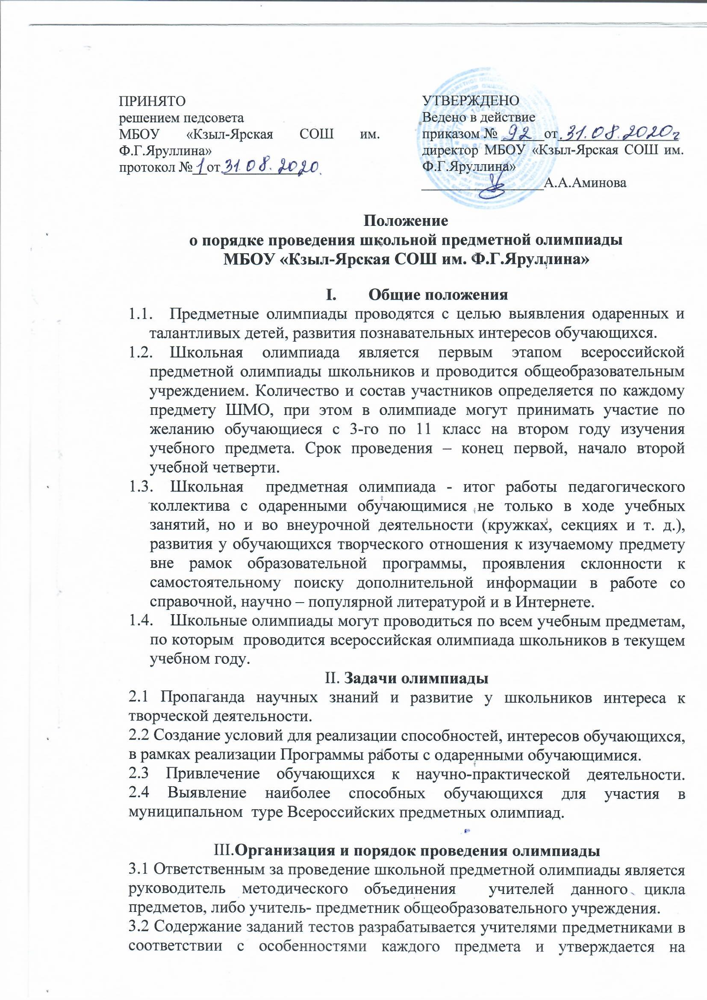 ПРИНЯТО
решением педсовета
МБОУ «Кзыл-Ярская СОШ им.
Ф.Г.Яруллина»
протокол № 1 от 31 08. 2020.
УТВЕРЖДЕНО
Ведено в действие
приказом № 92 от 31.08.2020г
директор МБОУ «Кзыл-Ярская СОШ им.
Ф.Г.Яруллина»
А.А.Аминова
Положение
о порядке проведения школьной предметной олимпиады
МБОУ «Кзыл-Ярская СОШ им. Ф.Г.Яруллина»
I. Общие положения
1.1. Предметные олимпиады проводятся с целью выявления одаренных и
талантливых детей, развития познавательных интересов обучающихся.
1.2. Школьная олимпиада является первым этапом всероссийской
предметной олимпиады школьников и проводится общеобразовательным
учреждением. Количество и состав участников определяется по каждому
предмету ШМО, при этом в олимпиаде могут принимать участие по
желанию обучающиеся с 3-го по 11 класс на втором году изучения
учебного предмета. Срок проведения – конец первой, начало второй
учебной четверти.
1.3. Школьная предметная олимпиада - итог работы педагогического
коллектива с одаренными обучающимися не только в ходе учебных
занятий, но и во внеурочной деятельности (кружках, секциях и т. д.),
развития у обучающихся творческого отношения к изучаемому предмету
вне рамок образовательной программы, проявления склонности к
самостоятельному поиску дополнительной информации в работе со
справочной, научно – популярной литературой и в Интернете.
1.4. Школьные олимпиады могут проводиться по всем учебным предметам,
по которым проводится всероссийская олимпиада школьников в текущем
учебном году.
II. Задачи олимпиады
2.1 Пропаганда научных знаний и развитие у школьников интереса к
творческой деятельности.
2.2 Создание условий для реализации способностей, интересов обучающихся,
в рамках реализации Программы работы с одаренными обучающимися.
2.3 Привлечение обучающихся к научно-практической деятельности.
2.4 Выявление наиболее способных обучающихся для участия в
муниципальном туре Всероссийских предметных олимпиад.
III.Организация и порядок проведения олимпиады
3.1 Ответственным за проведение школьной предметной олимпиады является
руководитель методического объединения учителей данного цикла
предметов, либо учитель- предметник общеобразовательного учреждения.
3.2 Содержание заданий тестов разрабатывается учителями предметниками в
соответствии с особенностями каждого предмета и утверждается на